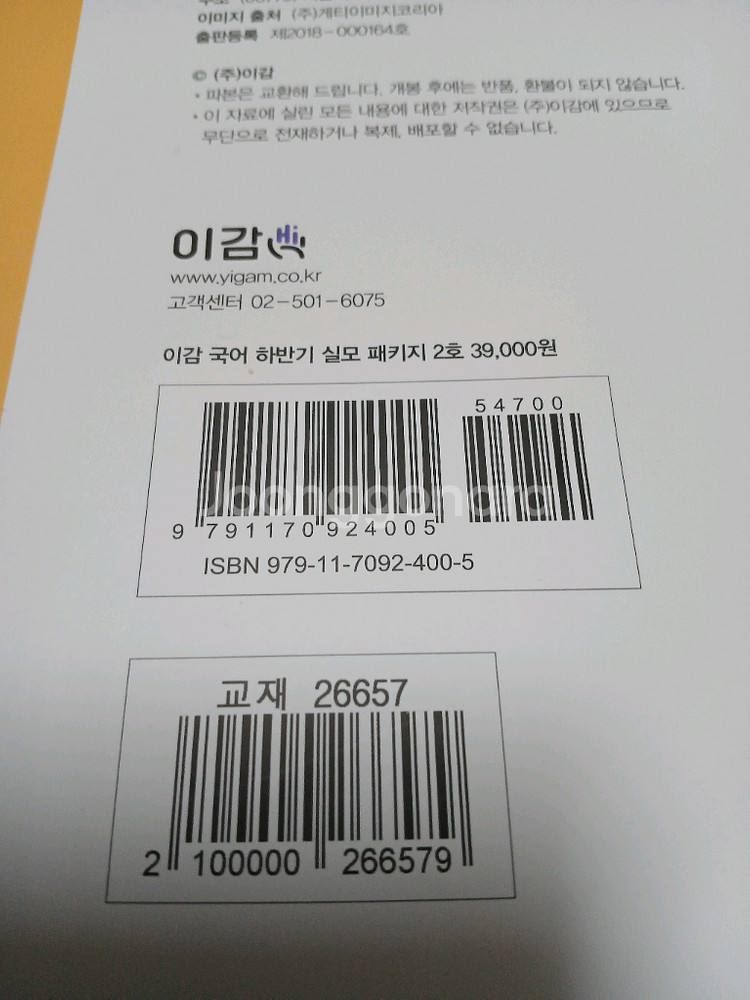 이미지 출처 (주)게티이미지코리아
출판등록 제2018-000164호
© (주)이감
• 파본은 교환해 드립니다. 개봉 후에는 반품, 환불이 되지 않습니다.
• 이 자료에 실린 모든 내용에 대한 저작권은 (주)이감에 있으므로
무단으로 전재하거나 복제, 배포할 수 없습니다.
이감 Hi
www.yigam.co.kr
고객센터 02-501-6075
이감 국어 하반기 실모 패키지 2호 39,000원
54700
Joonggonara
9 791170 924005
ISBN 979-11-7092-400-5
교재 26657
2 100000 266579